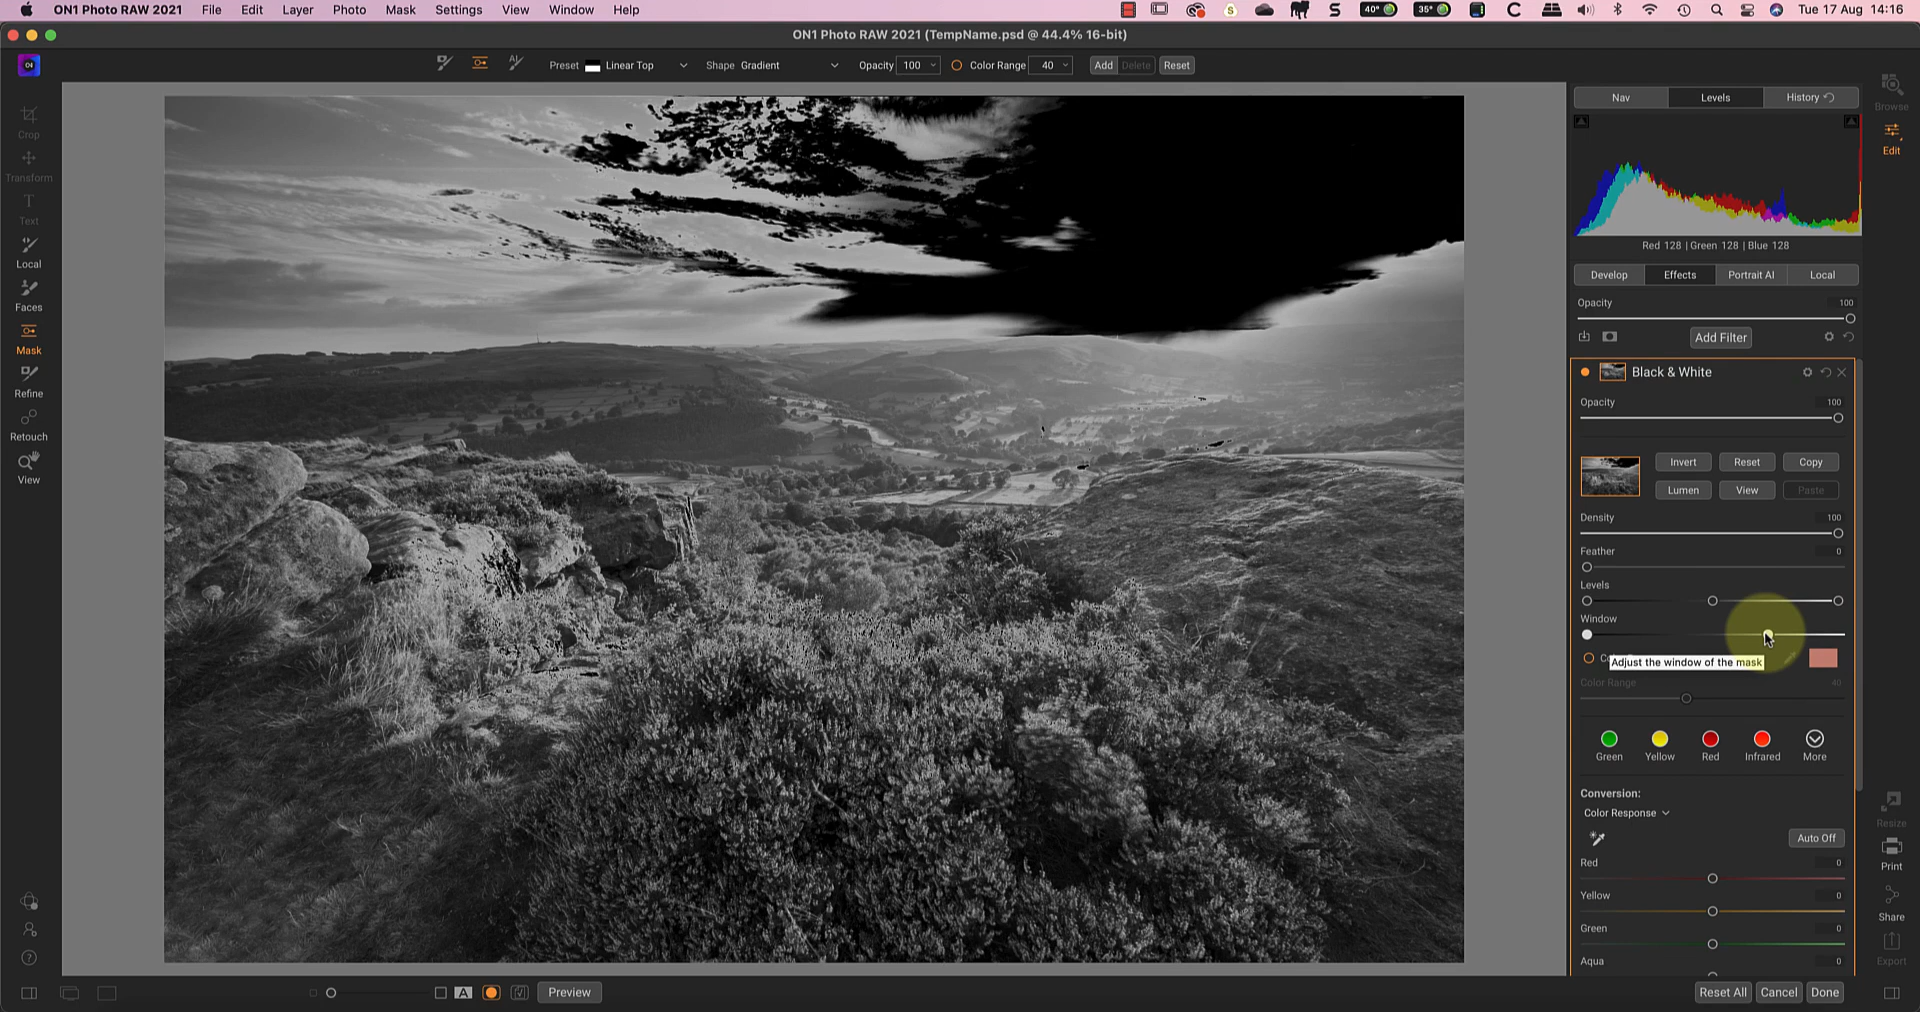 ON1 Photo RAW 2021 File Edit Layer Photo Mask Settings View Window Help 40° 35° Tue 17 Aug 14:16
ON1 Photo RAW 2021 (TempName.psd @ 44.4% 16-bit)
Preset Linear Top Shape Gradient Opacity 100 Color Range 40 Add Delete Reset
Crop
Transform
Text
Local
Faces
Mask
Refine
Retouch
View
Nav Levels History
Browse
Edit
Red 128 | Green 128 | Blue 128
Develop Effects Portrait AI Local
Opacity 100
Add Filter
Black & White
Opacity 100
Invert Reset Copy
Lumen View Paste
Density 100
Feather 0
Levels
Window
Adjust the window of the mask
Color Range 40
Green Yellow Red Infrared More
Conversion:
Color Response
Auto Off
Red 0
Yellow 0
Green 0
Aqua 0
Resize
Print
Share
Export
A Preview
Reset All Cancel Done